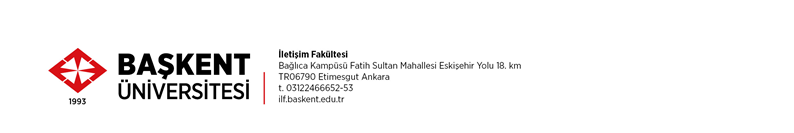 BAŞKENT
ÜNİVERSİTESİ
1993
İletişim Fakültesi
Bağlıca Kampüsü Fatih Sultan Mahallesi Eskişehir Yolu 18. km
TR06790 Etimesgut Ankara
t. 03122466652-53
ilf.baskent.edu.tr